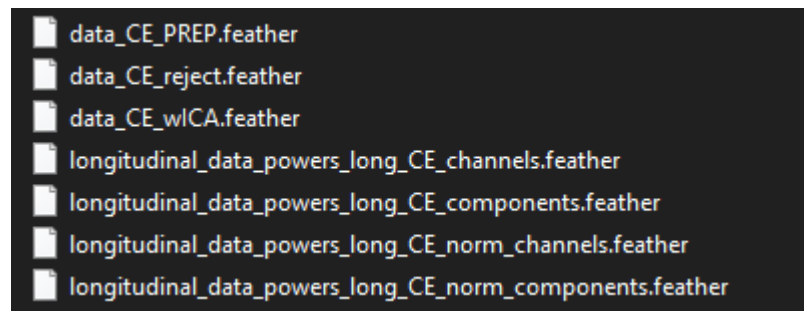 data_CE_PREP.feather
data_CE_reject.feather
data_CE_wICA.feather
longitudinal_data_powers_long_CE_channels.feather
longitudinal_data_powers_long_CE_components.feather
longitudinal_data_powers_long_CE_norm_channels.feather
longitudinal_data_powers_long_CE_norm_components.feather